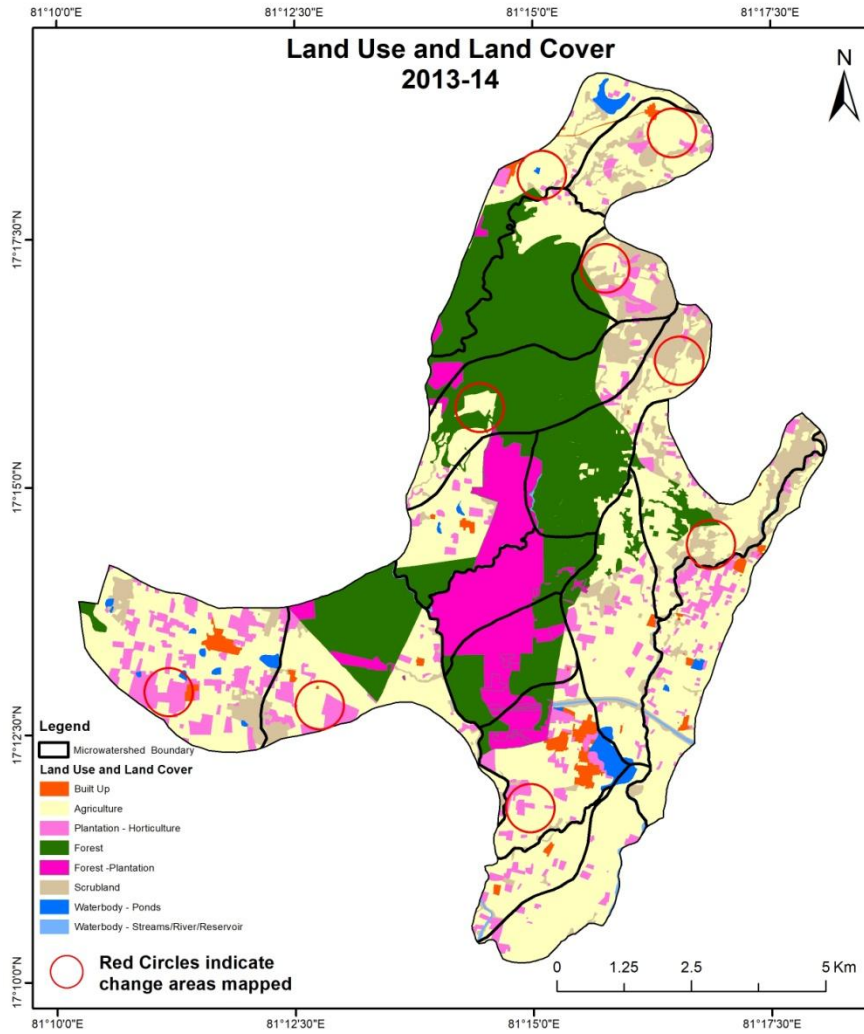 81°10'0"E 81°12'30"E 81°15'0"E 81°17'30"E
Land Use and Land Cover
2013-14
N
17°17'30"N
17°15'0"N
17°12'30"N
17°10'0"N
Legend
Microwatershed Boundary
Land Use and Land Cover
Built Up
Agriculture
Plantation - Horticulture
Forest
Forest -Plantation
Scrubland
Waterbody - Ponds
Waterbody - Streams/River/Reservoir
Red Circles indicate
change areas mapped
0 1.25 2.5 5 Km
81°10'0"E 81°12'30"E 81°15'0"E 81°17'30"E